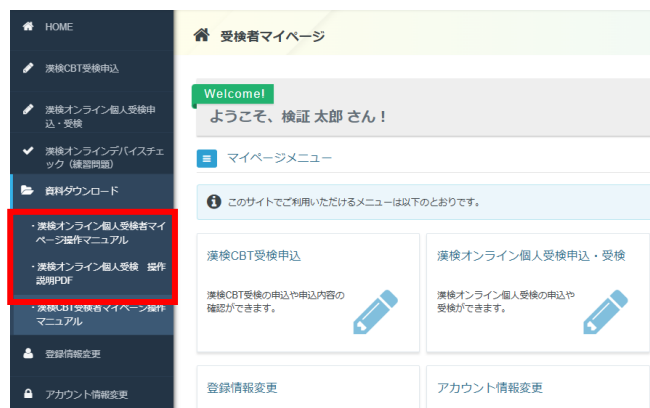 HOME
漢検CBT受検申込
漢検オンライン個人受検申
込・受検
漢検オンラインデバイスチェ
ック（練習問題）
資料ダウンロード
・漢検オンライン個人受検者マイ
ページ操作マニュアル
・漢検オンライン個人受検　操作
説明PDF
・漢検CBT受検者マイページ操作
マニュアル
登録情報変更
アカウント情報変更
受検者マイページ
Welcome!
ようこそ、検証 太郎 さん！
マイページメニュー
このサイトでご利用いただけるメニューは以下のとおりです。
漢検CBT受検申込
漢検CBT受検の申込や申込内容の
確認ができます。
漢検オンライン個人受検申込・受検
漢検オンライン個人受検の申込や
受検ができます。
登録情報変更
アカウント情報変更